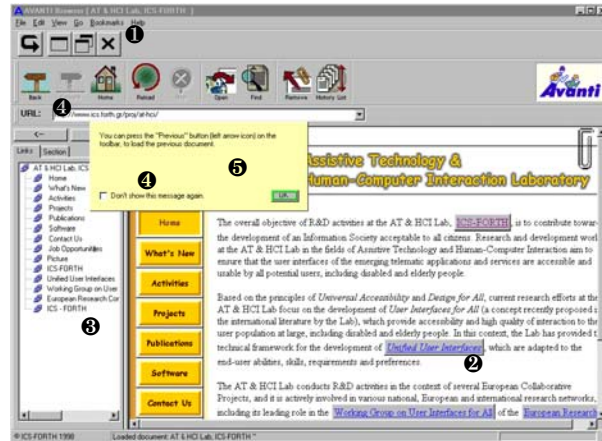 AVANTI Browser [ AT & HCI Lab, ICS-FORTH ]
File Edit View Go Bookmarks Help
❶
Back Home Reload Open Find Remove History List
Avanti
URL: ❹ www.ics.forth.gr/proj/at-hci/
Links Section
You can press the "Previous" button (left arrow icon) on the
toolbar, to load the previous document.
❺
❹
Don't show this message again.
AT & HCI Lab, ICS
Home
What's New
Activities
Projects
Publications
Software
Contact Us
Job Opportunities
Picture
ICS-FORTH
Unified User Interfaces
Working Group on User
European Research Con
ICS - FORTH
❸
Assistive Technology &
Human-Computer Interaction Laboratory
Home
What's New
Activities
Projects
Publications
Software
Contact Us
The overall objective of R&D activities at the AT & HCI Lab, ICS-FORTH, is to contribute towar
the development of an Information Society acceptable to all citizens. Research and development worl
at the AT & HCI Lab in the fields of Assistive Technology and Human-Computer Interaction aim to
ensure that the user interfaces of the emerging telematic applications and services are accessible and
usable by all potential users, including disabled and elderly people.
Based on the principles of Universal Accessibility and Design for All, current research efforts at the
AT & HCI Lab focus on the development of User Interfaces for All (a concept recently proposed i
the international literature by the Lab), which provide accessibility and high quality of interaction to the
user population at large, including disabled and elderly people. In this context, the Lab has provided t
technical framework for the development of Unified User Interfaces, which are adapted to the
end-user abilities, skills, requirements and preferences.
❷
The AT & HCI Lab conducts R&D activities in the context of several European Collaborative
Projects, and it is actively involved in various national, European and international research networks,
including its leading role in the Working Group on User Interfaces for All of the European Research
©ICS-FORTH 1998 Loaded document: AT & HCI Lab, ICS-FORTH ''